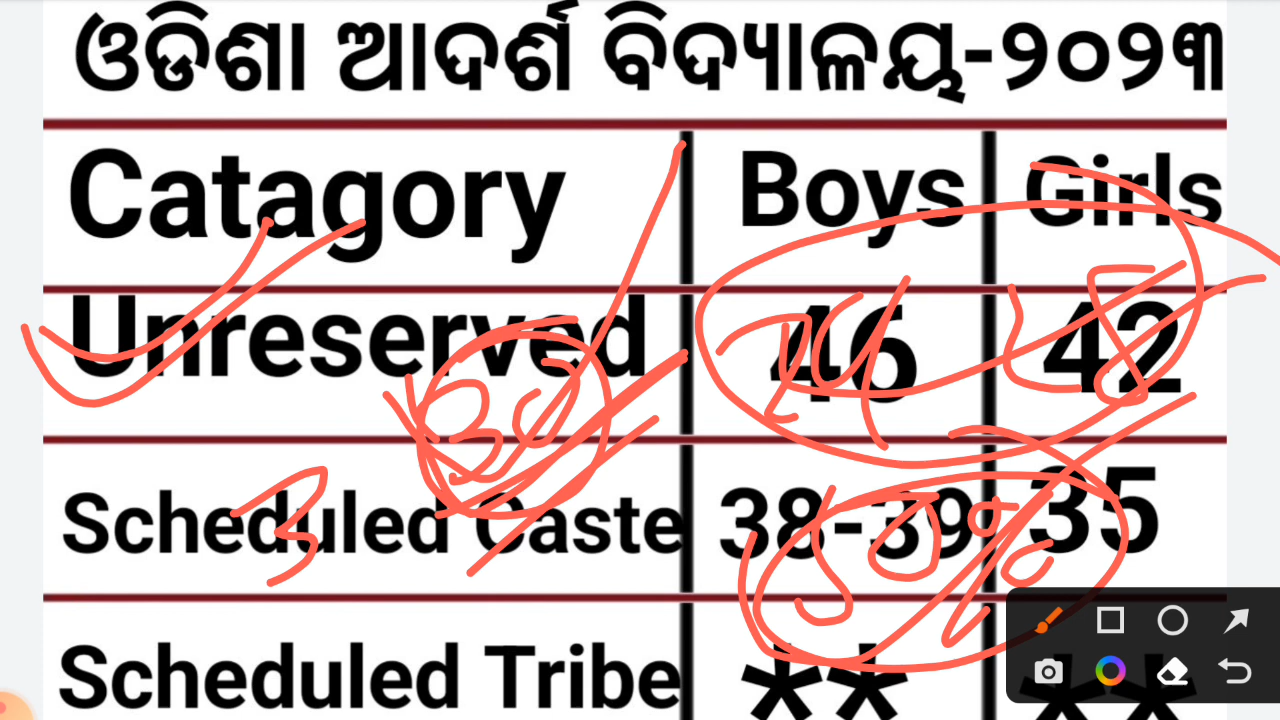 ଓଡିଶା ଆଦର୍ଶ ବିଦ୍ୟାଳୟ-୨୦୨୩
Catagory Boys Girls
Unreserved 46 42
Scheduled Caste 38-39 35
Scheduled Tribe ** **